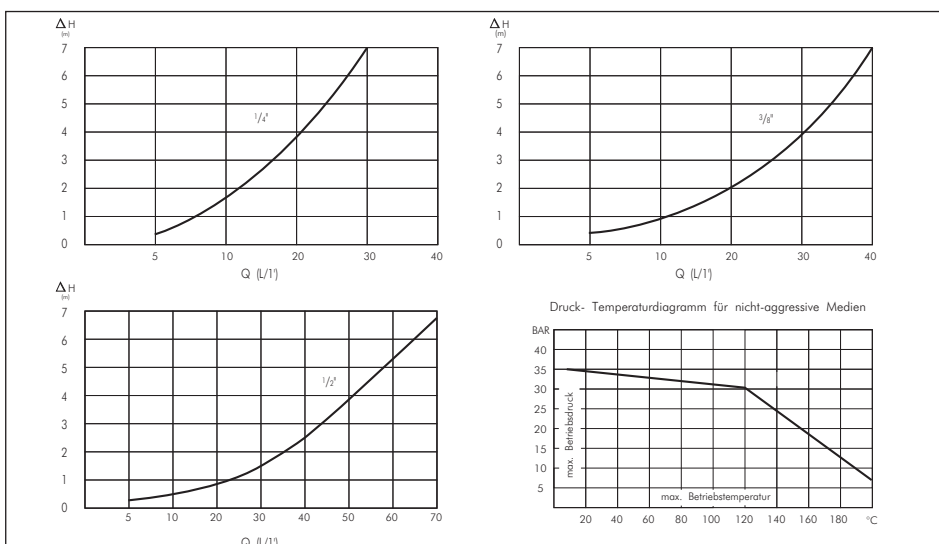 Δ H
(m)
7
6
5
4
3
2
1
0
1/4"
5 10 20 30 40
Q (L/1')
Δ H
(m)
7
6
5
4
3
2
1
0
3/8"
5 10 20 30 40
Q (L/1')
Δ H
(m)
7
6
5
4
3
2
1
0
1/2"
5 10 20 30 40 50 60 70
Q (L/1')
Druck- Temperaturdiagramm für nicht-aggressive Medien
BAR
40
35
30
25
20
15
10
5
max. Betriebsdruck
max. Betriebstemperatur
20 40 60 80 100 120 140 160 180 °C